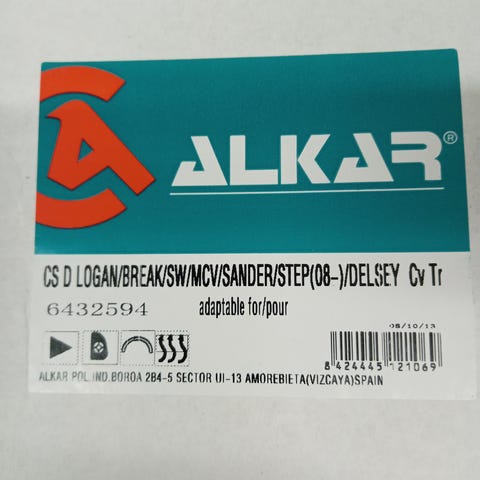 ALKAR®
CS D LOGAN/BREAK/SW/MCV/SANDER/STEP(08-)/DELSEY Cv Tr
6432594 adaptable for/pour
08/10/13
8 424445 121069
ALKAR POL.IND.BOROA 2B4-5 SECTOR UI-13 AMOREBIETA(VIZCAYA)SPAIN